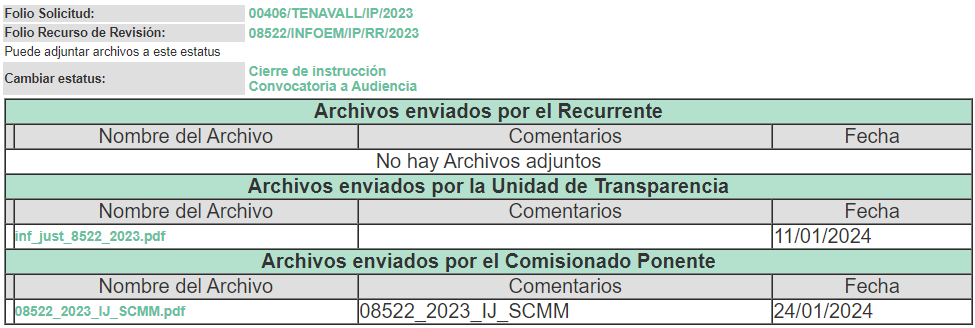 Folio Solicitud: 00406/TENAVALL/IP/2023
Folio Recurso de Revisión: 08522/INFOEM/IP/RR/2023
Puede adjuntar archivos a este estatus
Cambiar estatus: Cierre de instrucción
Convocatoria a Audiencia
Archivos enviados por el Recurrente
Nombre del Archivo Comentarios Fecha
No hay Archivos adjuntos
Archivos enviados por la Unidad de Transparencia
Nombre del Archivo Comentarios Fecha
inf_just_8522_2023.pdf 11/01/2024
Archivos enviados por el Comisionado Ponente
Nombre del Archivo Comentarios Fecha
08522_2023_IJ_SCMM.pdf 08522_2023_IJ_SCMM 24/01/2024